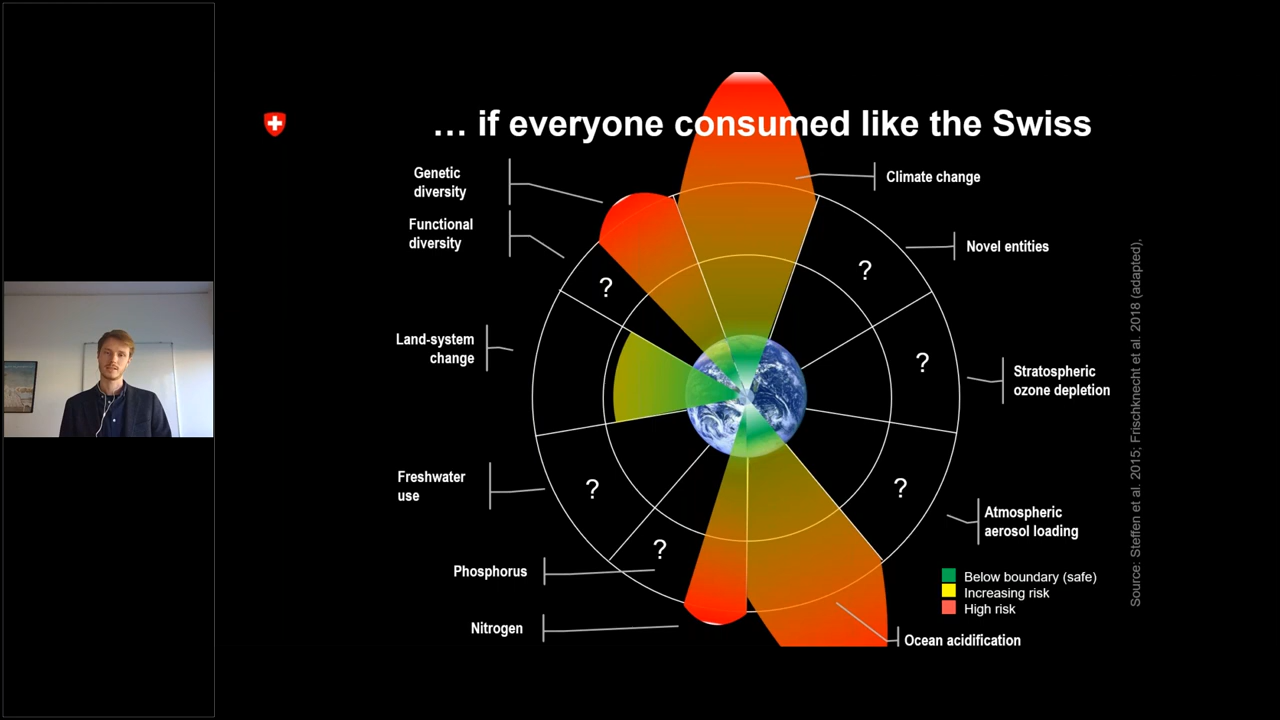 … if everyone consumed like the Swiss
Genetic
diversity
Climate change
Functional
diversity
Novel entities
?
?
Land-system
change
?
Stratospheric
ozone depletion
Freshwater
use
?
?
Atmospheric
aerosol loading
?
Phosphorus
Nitrogen
Below boundary (safe)
Increasing risk
High risk
Ocean acidification
Source: Steffen et al. 2015; Frischknecht et al. 2018 (adapted),